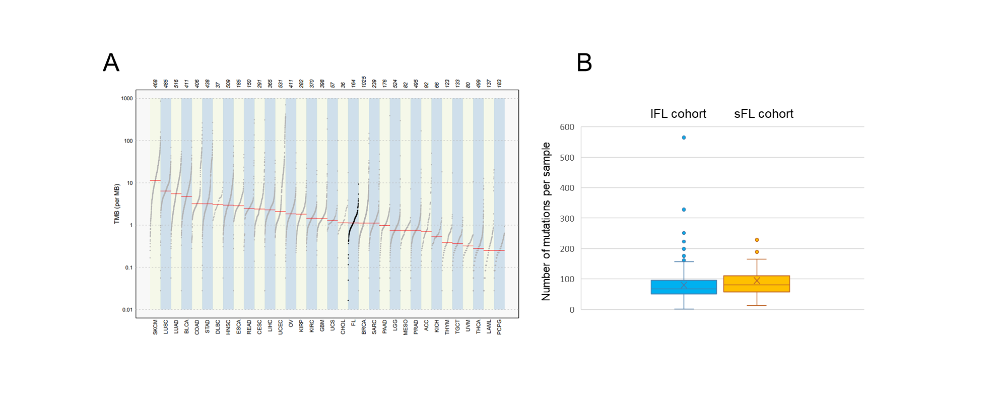 A
B
468 485 516 411 406 438 37 509 185 150 291 365 531 411 282 370 398 57 36 164 1025 239 176 524 82 495 92 66 123 133 80 499 137 183
1000
100
10
1
0.1
0.01
TMB (per MB)
SKCM LUSC LUAD BLCA COAD STAD DLBC HNSC ESCA READ CESC LIHC UCEC OV KIRP KIRC GBM UCS CHOL FL BRCA SARC PAAD LGG MESO PRAD ACC KICH THYM TGCT UVM THCA LAML PCPG
lFL cohort sFL cohort
600
500
400
300
200
100
0
Number of mutations per sample